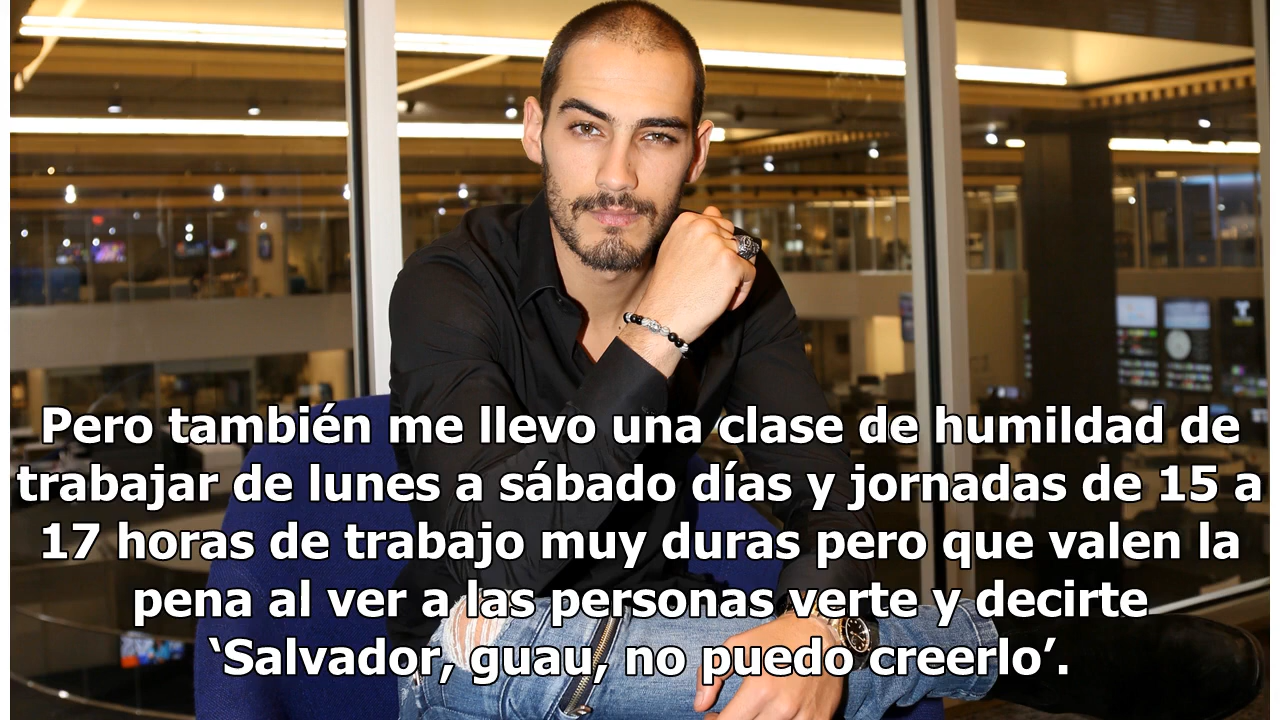 Pero también me llevo una clase de humildad de
trabajar de lunes a sábado días y jornadas de 15 a
17 horas de trabajo muy duras pero que valen la
pena al ver a las personas verte y decirte
‘Salvador, guau, no puedo creerlo’.